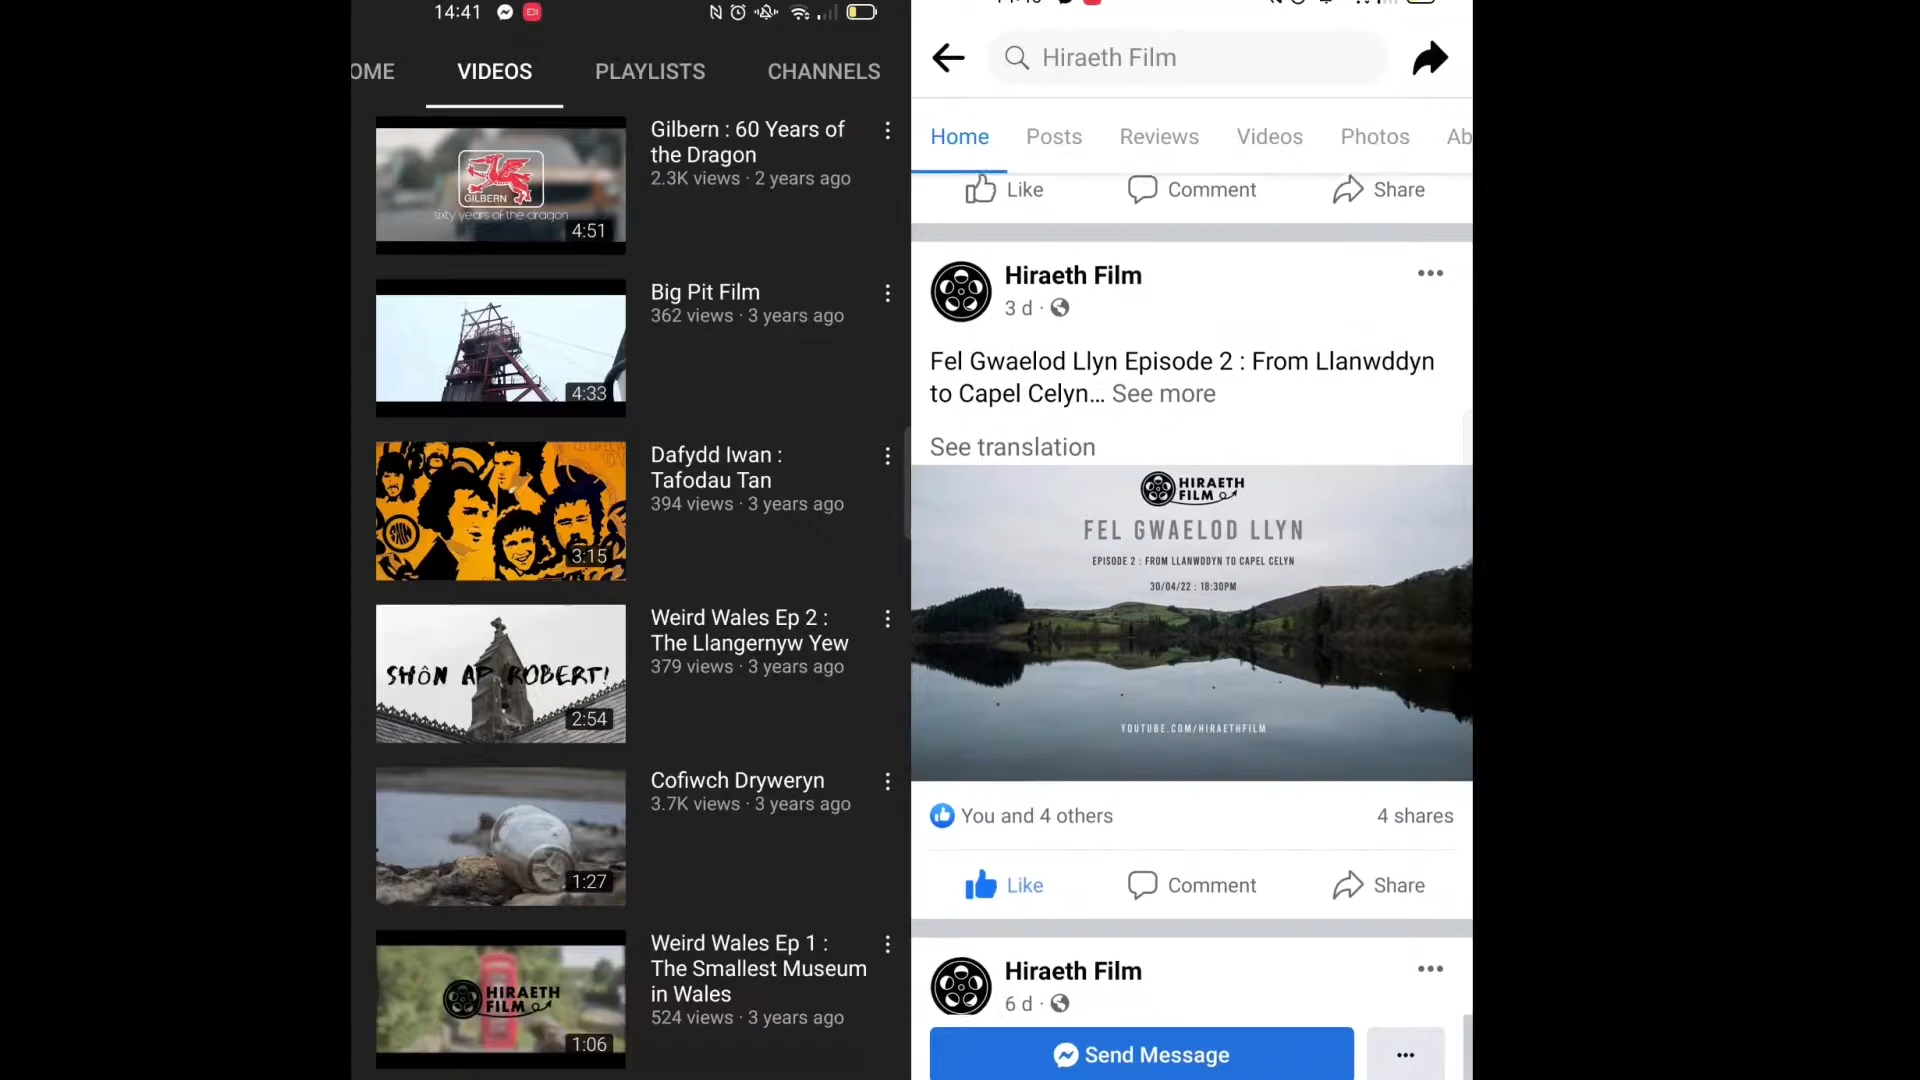 14:41
OME VIDEOS PLAYLISTS CHANNELS
GILBERN
sixty years of the dragon
4:51
Gilbern : 60 Years of
the Dragon
2.3K views · 2 years ago
4:33
Big Pit Film
362 views · 3 years ago
3:15
Dafydd Iwan :
Tafodau Tan
394 views · 3 years ago
SHÔN AP ROBERT!
2:54
Weird Wales Ep 2 :
The Llangernyw Yew
379 views · 3 years ago
1:27
Cofiwch Dryweryn
3.7K views · 3 years ago
HIRAETH
FILM
1:06
Weird Wales Ep 1 :
The Smallest Museum
in Wales
524 views · 3 years ago
Hiraeth Film
Home Posts Reviews Videos Photos Ab
Like Comment Share
Hiraeth Film
3 d ·
Fel Gwaelod Llyn Episode 2 : From Llanwddyn
to Capel Celyn... See more
See translation
HIRAETH
FILM
FEL GWAELOD LLYN
EPISODE 2 : FROM LLANWDDYN TO CAPEL CELYN
30/04/22 : 18:30PM
YOUTUBE.COM/HIRAETHFILM
You and 4 others 4 shares
Like Comment Share
Hiraeth Film
6 d ·
Send Message